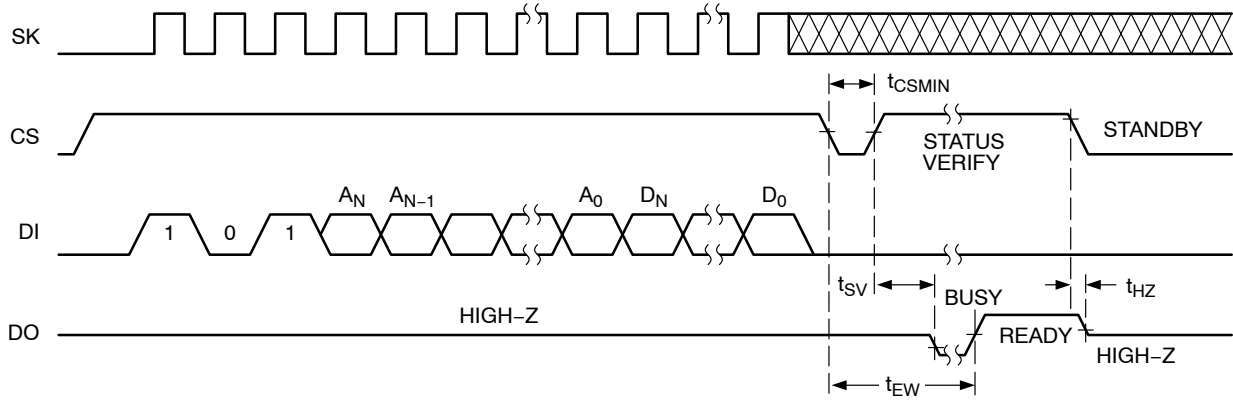 SK
tCSMIN
CS
STATUS
VERIFY
STANDBY
AN AN−1 A0 DN D0
DI
1 0 1
tSV
BUSY
tHZ
HIGH−Z
DO
READY
HIGH−Z
tEW